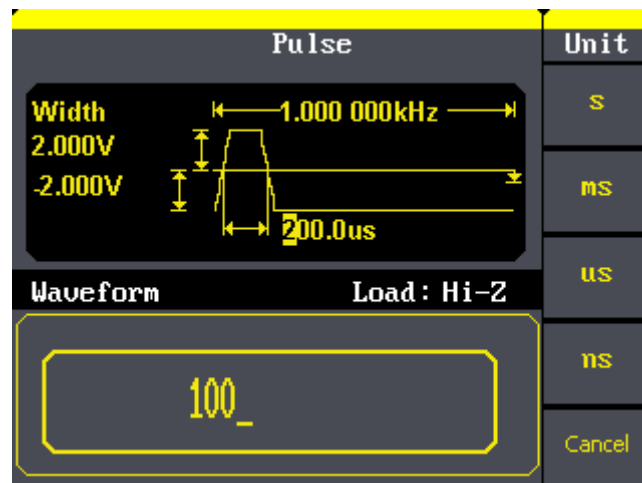 Pulse
Unit
Width
1.000 000kHz
2.000V
-2.000V
200.0us
Waveform
Load: Hi-Z
100_
s
ms
us
ns
Cancel